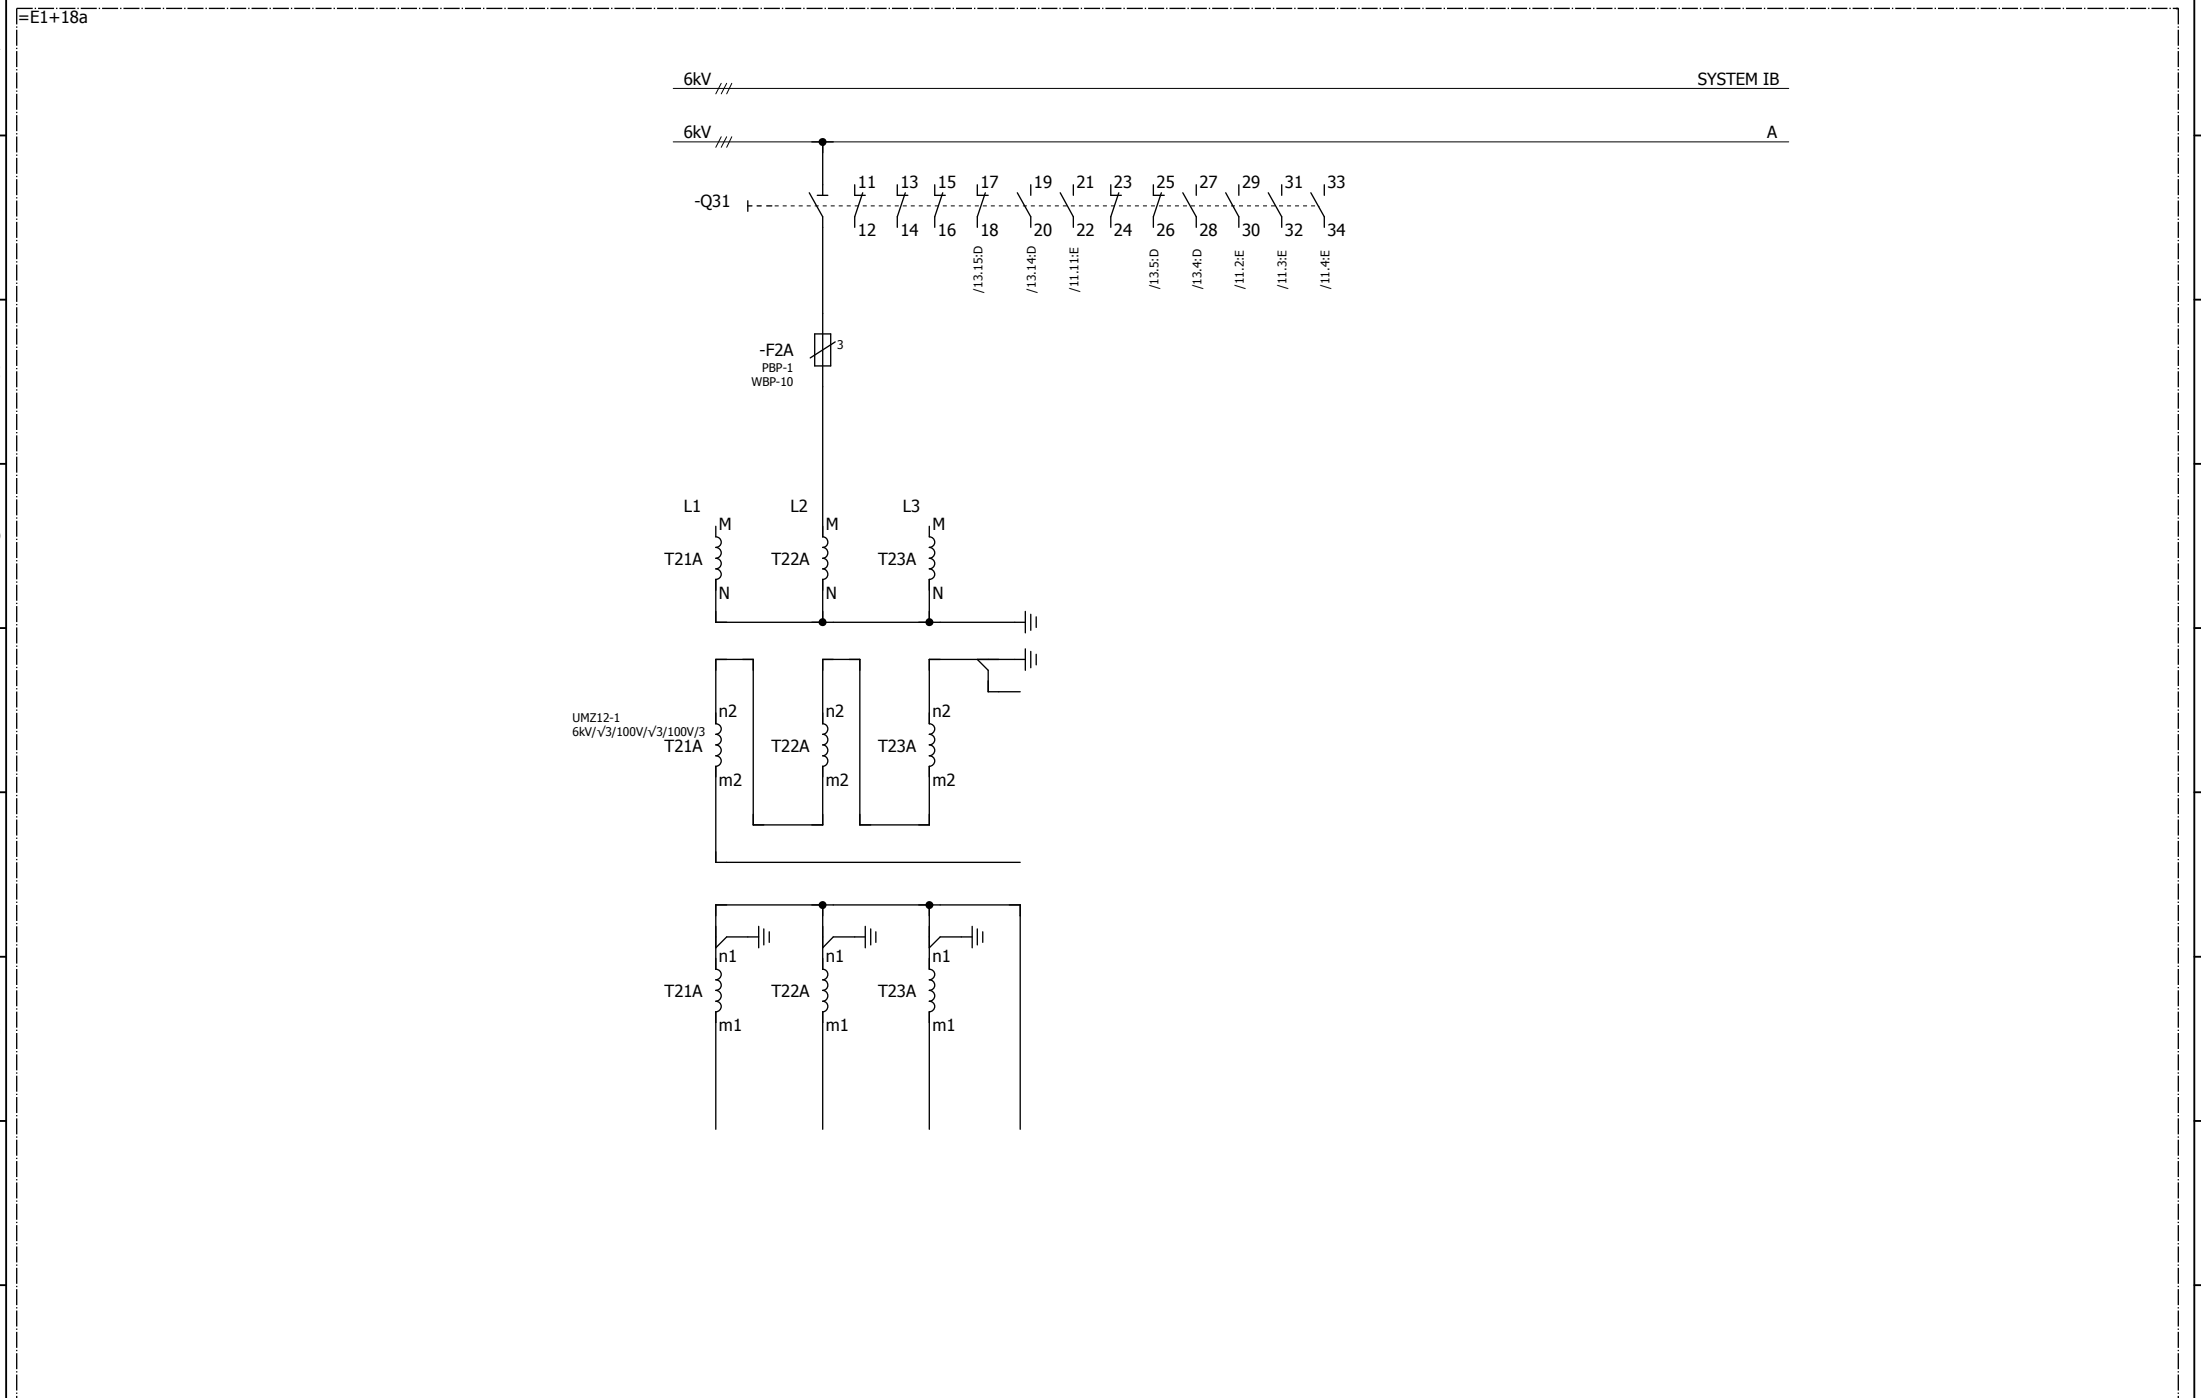 =E1+18a
6kV SYSTEM IB
6kV A
11 13 15 17 19 21 23 25 27 29 31 33
-Q31
12 14 16 18 20 22 24 26 28 30 32 34
/13.15:D /13.14:D /11.11:E /13.5:D /13.4:D /11.2:E /11.3:E /11.4:E
-F2A 3
PBP-1
WBP-10
L1 L2 L3
M M M
T21A T22A T23A
N N N
n2 n2 n2
UMZ12-1
6kV/√3/100V/√3/100V/3
T21A T22A T23A
m2 m2 m2
n1 n1 n1
T21A T22A T23A
m1 m1 m1